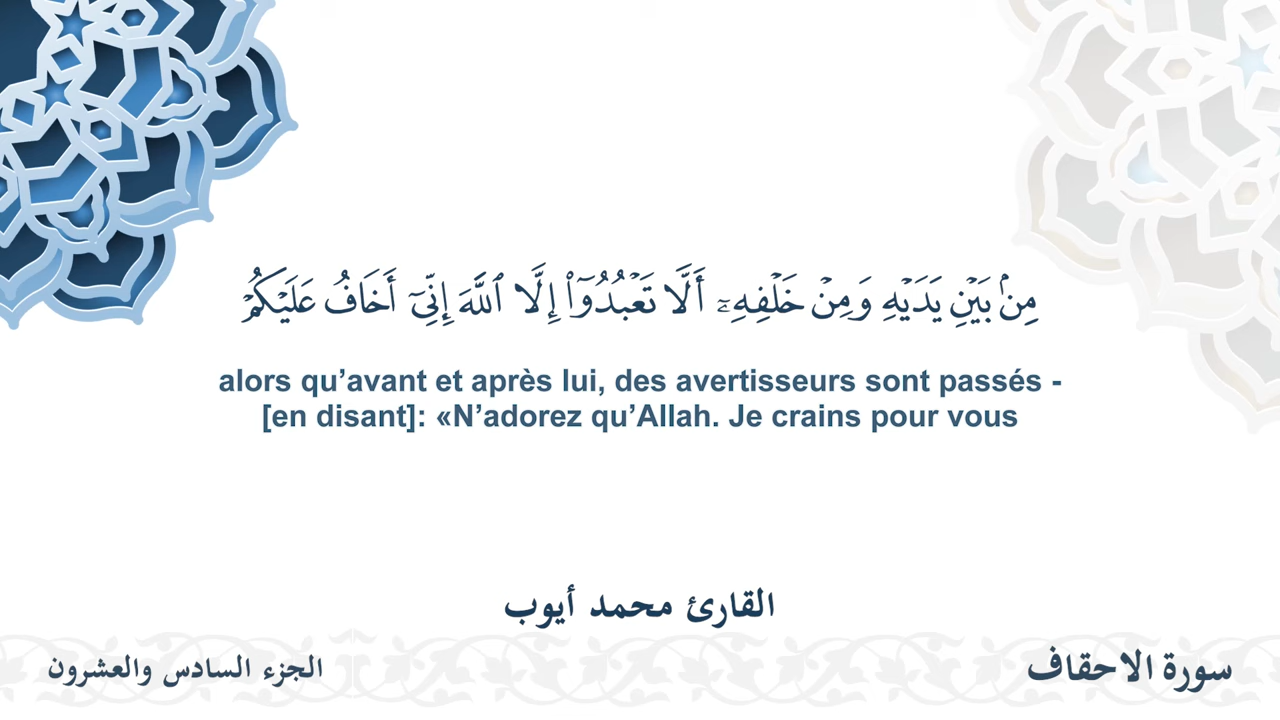 مِنۢ بَيۡنِ يَدَيۡهِ وَمِنۡ خَلۡفِهِۦٓ أَلَّا تَعۡبُدُوٓاْ إِلَّا ٱللَّهَ إِنِّيٓ أَخَافُ عَلَيۡكُمۡ
alors qu’avant et après lui, des avertisseurs sont passés -
[en disant]: «N’adorez qu’Allah. Je crains pour vous
القارئ محمد أيوب
سورة الاحقاف
الجزء السادس والعشرون